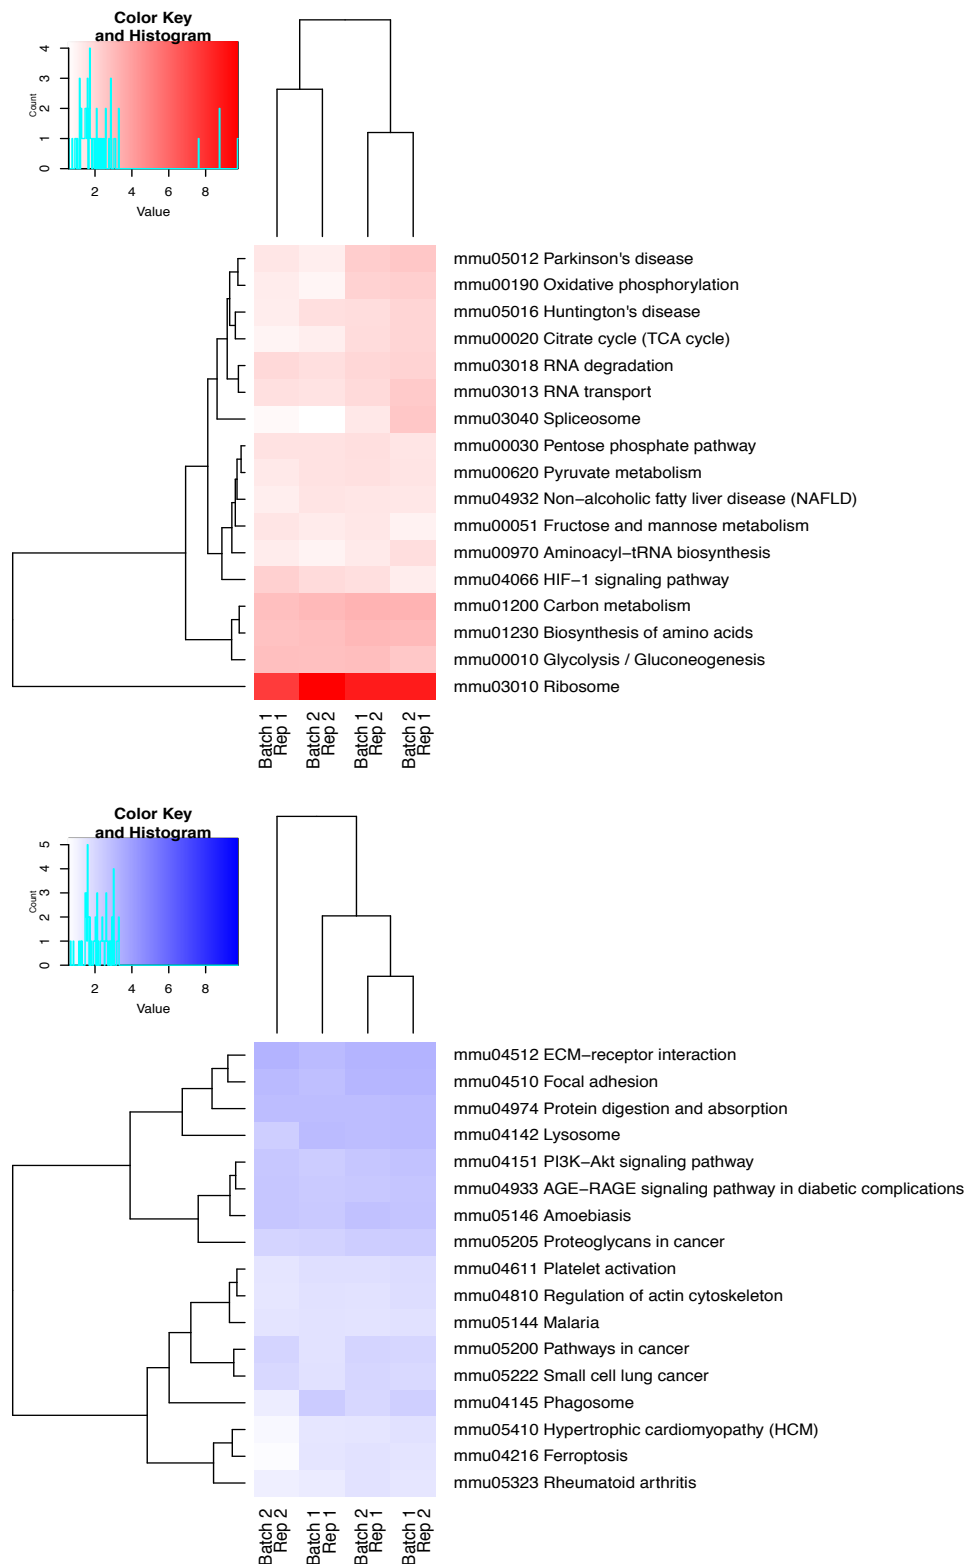 Color Key
and Histogram
Count
0 1 2 3 4
2 4 6 8
Value
mmu05012 Parkinson's disease
mmu00190 Oxidative phosphorylation
mmu05016 Huntington's disease
mmu00020 Citrate cycle (TCA cycle)
mmu03018 RNA degradation
mmu03013 RNA transport
mmu03040 Spliceosome
mmu00030 Pentose phosphate pathway
mmu00620 Pyruvate metabolism
mmu04932 Non−alcoholic fatty liver disease (NAFLD)
mmu00051 Fructose and mannose metabolism
mmu00970 Aminoacyl−tRNA biosynthesis
mmu04066 HIF−1 signaling pathway
mmu01200 Carbon metabolism
mmu01230 Biosynthesis of amino acids
mmu00010 Glycolysis / Gluconeogenesis
mmu03010 Ribosome
Batch 1
Rep 1
Batch 2
Rep 2
Batch 1
Rep 2
Batch 2
Rep 1
Color Key
and Histogram
Count
0 1 2 3 4 5
2 4 6 8
Value
mmu04512 ECM−receptor interaction
mmu04510 Focal adhesion
mmu04974 Protein digestion and absorption
mmu04142 Lysosome
mmu04151 PI3K−Akt signaling pathway
mmu04933 AGE−RAGE signaling pathway in diabetic complications
mmu05146 Amoebiasis
mmu05205 Proteoglycans in cancer
mmu04611 Platelet activation
mmu04810 Regulation of actin cytoskeleton
mmu05144 Malaria
mmu05200 Pathways in cancer
mmu05222 Small cell lung cancer
mmu04145 Phagosome
mmu05410 Hypertrophic cardiomyopathy (HCM)
mmu04216 Ferroptosis
mmu05323 Rheumatoid arthritis
Batch 2
Rep 2
Batch 1
Rep 1
Batch 2
Rep 1
Batch 1
Rep 2